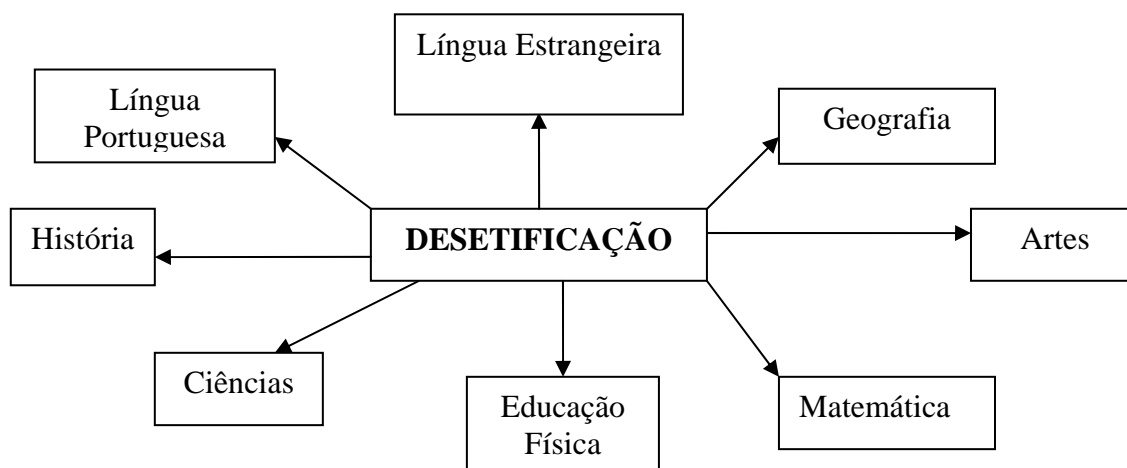 Língua Estrangeira
Língua
Portuguesa
Geografia
História
DESETIFICAÇÃO
Artes
Ciências
Educação
Física
Matemática